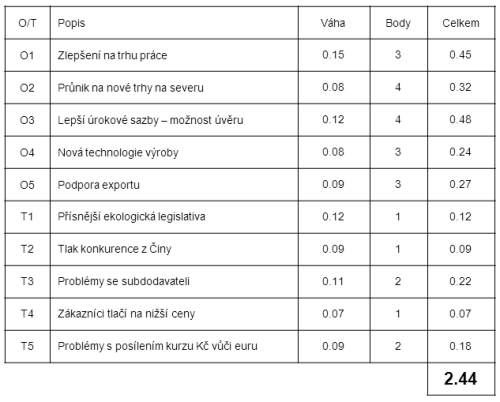 O/T Popis Váha Body Celkem
O1 Zlepšení na trhu práce 0.15 3 0.45
O2 Průnik na nové trhy na severu 0.08 4 0.32
O3 Lepší úrokové sazby – možnost úvěru 0.12 4 0.48
O4 Nová technologie výroby 0.08 3 0.24
O5 Podpora exportu 0.09 3 0.27
T1 Přísnější ekologická legislativa 0.12 1 0.12
T2 Tlak konkurence z Číny 0.09 1 0.09
T3 Problémy se subdodavateli 0.11 2 0.22
T4 Zákazníci tlačí na nižší ceny 0.07 1 0.07
T5 Problémy s posílením kurzu Kč vůči euru 0.09 2 0.18
2.44